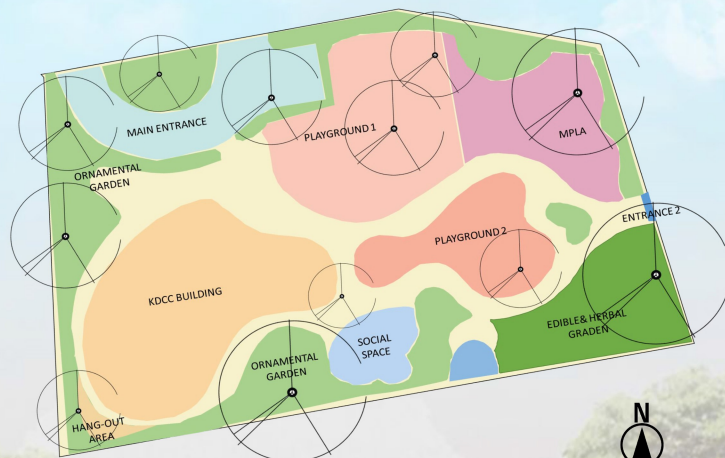 MAIN ENTRANCE
PLAYGROUND 1
MPLA
ORNAMENTAL
GARDEN
ENTRANCE 2
PLAYGROUND 2
KDCC BUILDING
EDIBLE& HERBAL
GRADEN
SOCIAL
SPACE
ORNAMENTAL
GARDEN
HANG-OUT
AREA
N